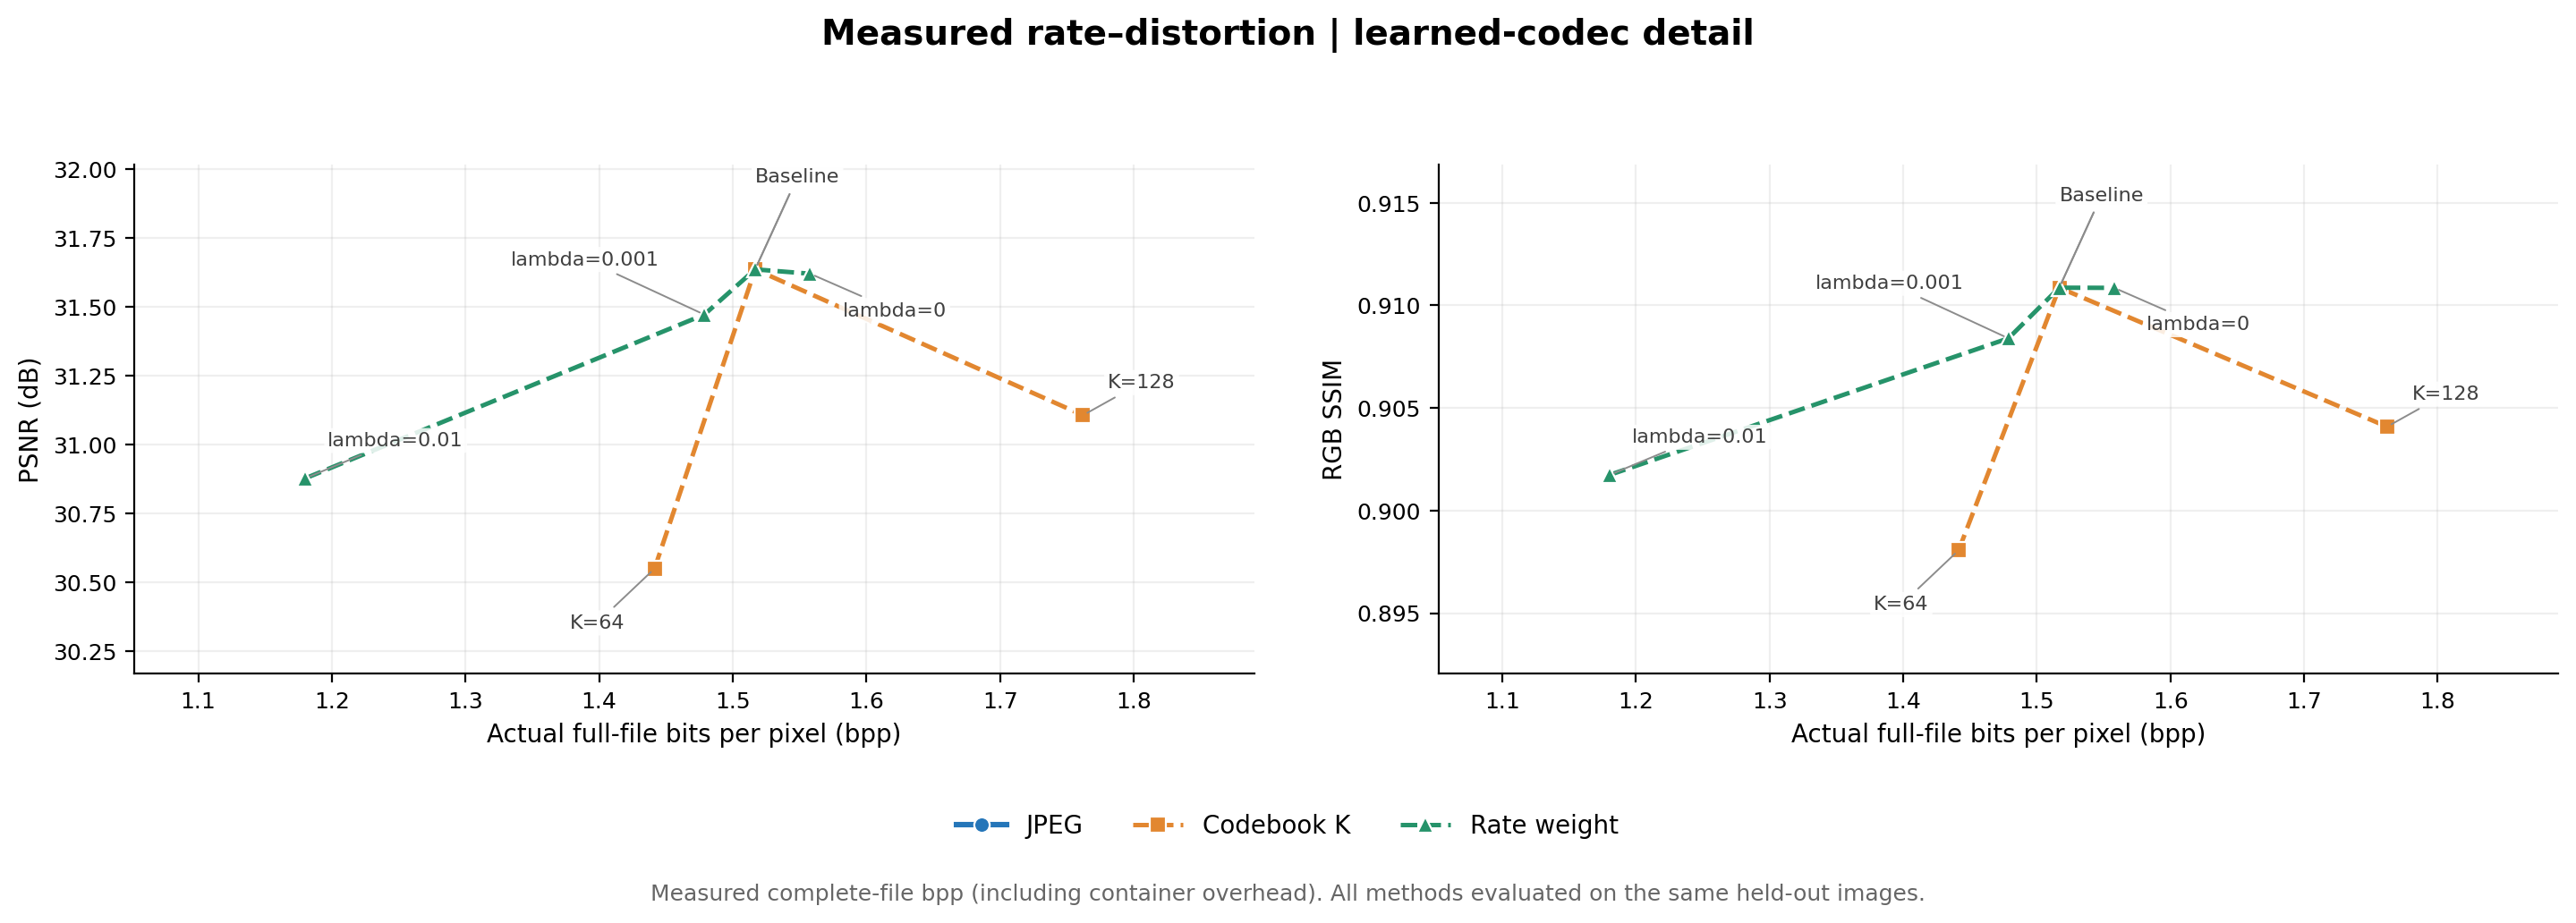 Measured rate–distortion | learned-codec detail
32.00
31.75
31.50
31.25
31.00
30.75
30.50
30.25
PSNR (dB)
Baseline
lambda=0.001
lambda=0
K=128
lambda=0.01
K=64
1.1 1.2 1.3 1.4 1.5 1.6 1.7 1.8
Actual full-file bits per pixel (bpp)
0.915
0.910
0.905
0.900
0.895
RGB SSIM
Baseline
lambda=0.001
lambda=0
K=128
lambda=0.01
K=64
1.1 1.2 1.3 1.4 1.5 1.6 1.7 1.8
Actual full-file bits per pixel (bpp)
JPEG Codebook K Rate weight
Measured complete-file bpp (including container overhead). All methods evaluated on the same held-out images.